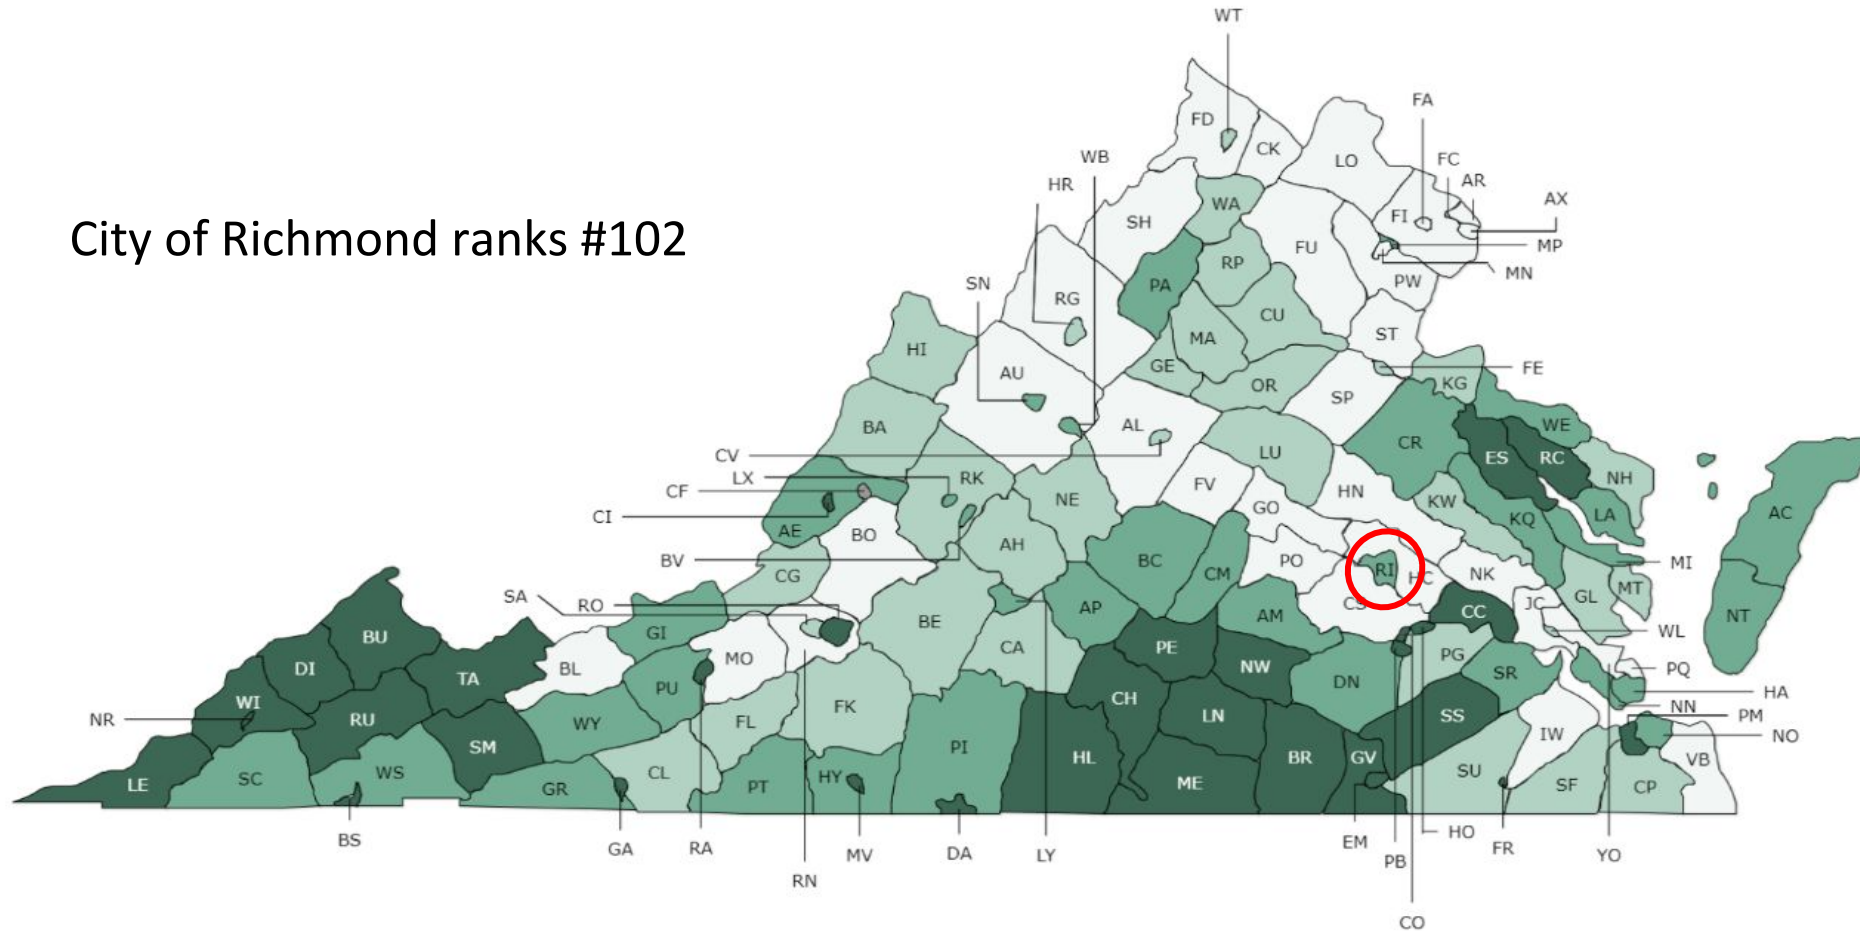 WT
FA
FD
CK
LO
FC
WB
HR
AR
AX
FI
SH
WA
MP
FU
RP
MN
SN
PA
PW
RG
CU
ST
MA
HI
GE
FE
AU
OR
KG
SP
BA
AL
WE
CR
CV
LU
ES
RC
LX
RK
NH
CF
NE
FV
HN
KW
CI
GO
KQ
LA
AC
AE
BO
AH
BV
BC
PO
RI
MI
CG
CM
HC
NK
MT
SA
RO
AP
CS
JC
GL
CC
AM
NT
GI
BE
WL
BU
CA
PE
PG
DI
BL
MO
NW
PQ
TA
PU
DN
SR
HA
WI
CH
NN
NR
RU
WY
FL
FK
LN
SS
PM
SM
PI
IW
NO
HL
BR
GV
VB
LE
SC
WS
CL
HY
ME
SU
SF
CP
GR
PT
BS
GA
RA
MV
DA
LY
EM
PB
HO
FR
YO
RN
CO
City of Richmond ranks #102